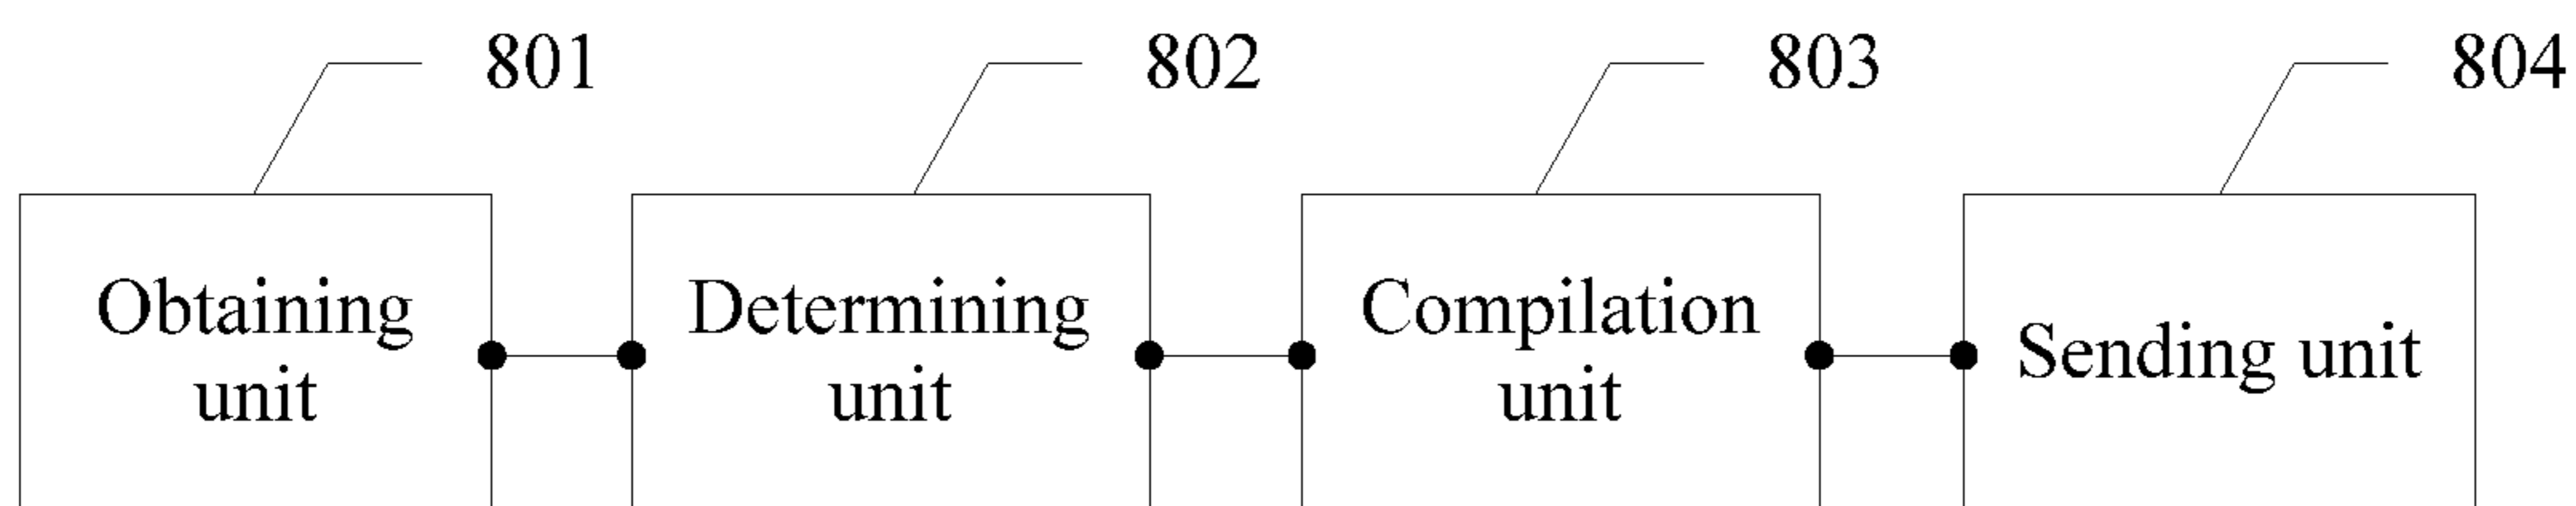 801
802
803
804
Obtaining
unit
Determining
unit
Compilation
unit
Sending unit